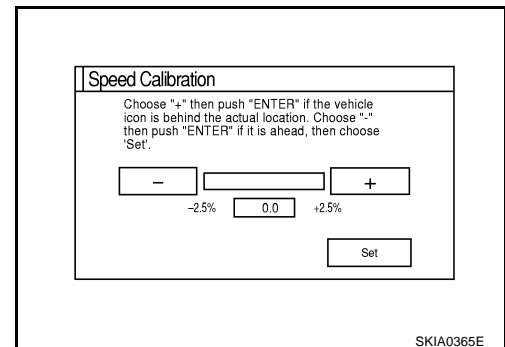 Speed Calibration
Choose "+" then push "ENTER" if the vehicle
icon is behind the actual location. Choose "-"
then push "ENTER" if it is ahead, then choose
'Set'.
− +
−2.5% 0.0 +2.5%
Set
SKIA0365E